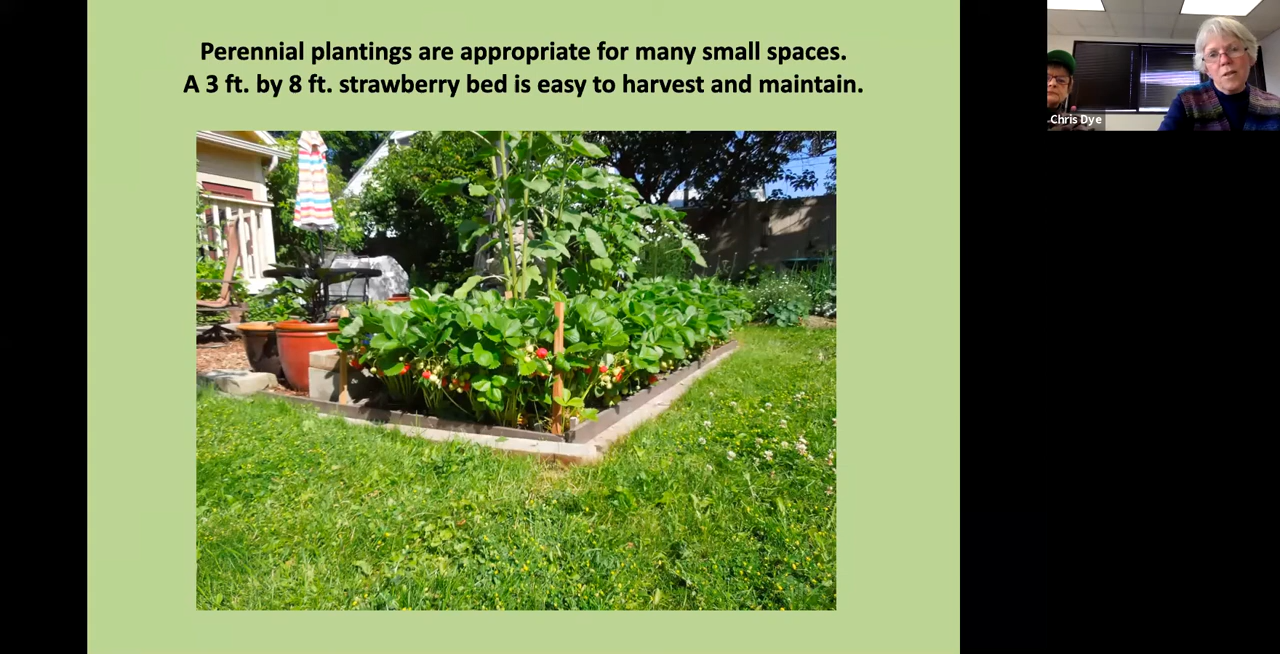 Perennial plantings are appropriate for many small spaces.
A 3 ft. by 8 ft. strawberry bed is easy to harvest and maintain.
Chris Dye